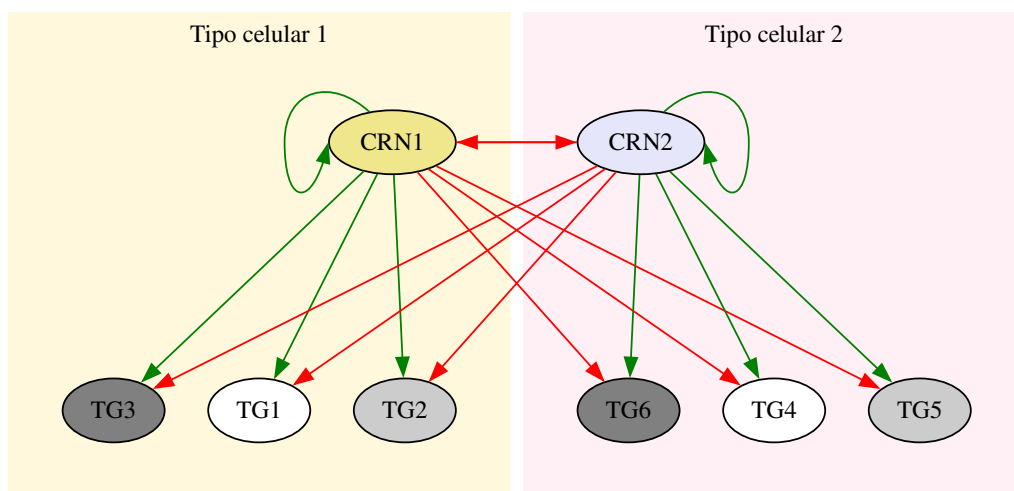 Tipo celular 1
Tipo celular 2
CRN1
CRN2
TG3
TG1
TG2
TG6
TG4
TG5